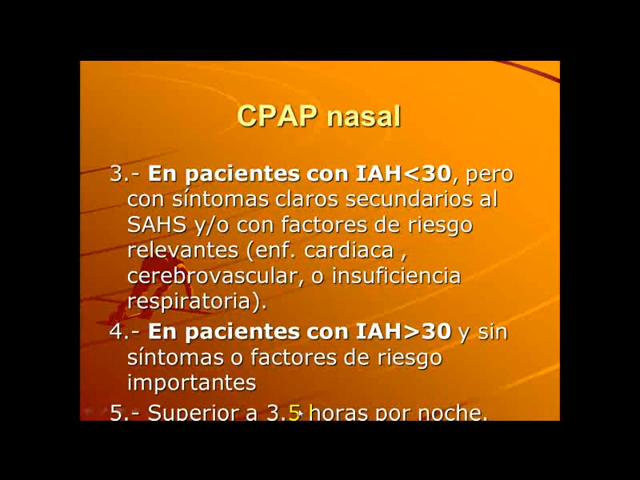 CPAP nasal
3.- En pacientes con IAH<30, pero
con síntomas claros secundarios al
SAHS y/o con factores de riesgo
relevantes (enf. cardiaca ,
cerebrovascular, o insuficiencia
respiratoria).
4.- En pacientes con IAH>30 y sin
síntomas o factores de riesgo
importantes
5.- Superior a 3.5 horas por noche.